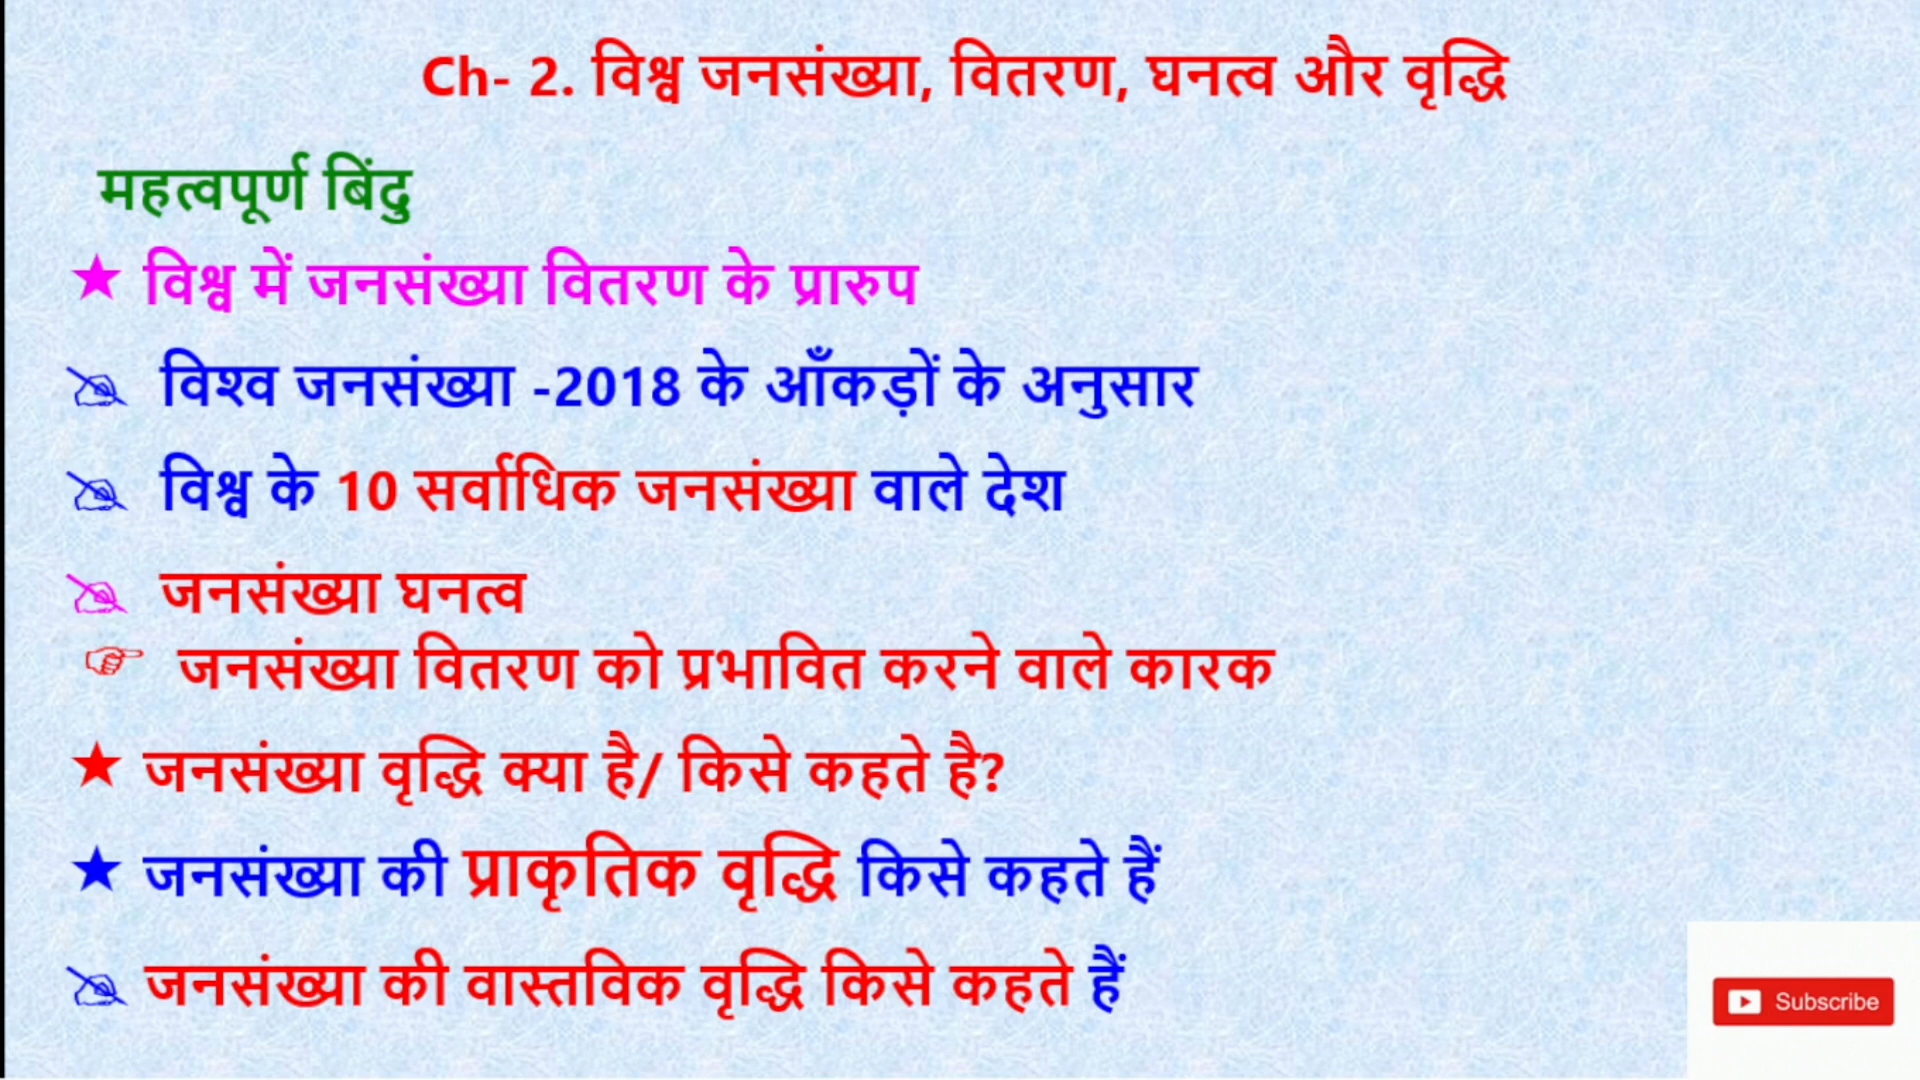 Ch- 2. विश्व जनसंख्या, वितरण, घनत्व और वृद्धि
महत्वपूर्ण बिंदु
★ विश्व में जनसंख्या वितरण के प्रारुप
विश्व जनसंख्या -2018 के आँकड़ों के अनुसार
विश्व के 10 सर्वाधिक जनसंख्या वाले देश
जनसंख्या घनत्व
जनसंख्या वितरण को प्रभावित करने वाले कारक
★ जनसंख्या वृद्धि क्या है/ किसे कहते है?
★ जनसंख्या की प्राकृतिक वृद्धि किसे कहते हैं
जनसंख्या की वास्तविक वृद्धि किसे कहते हैं
Subscribe